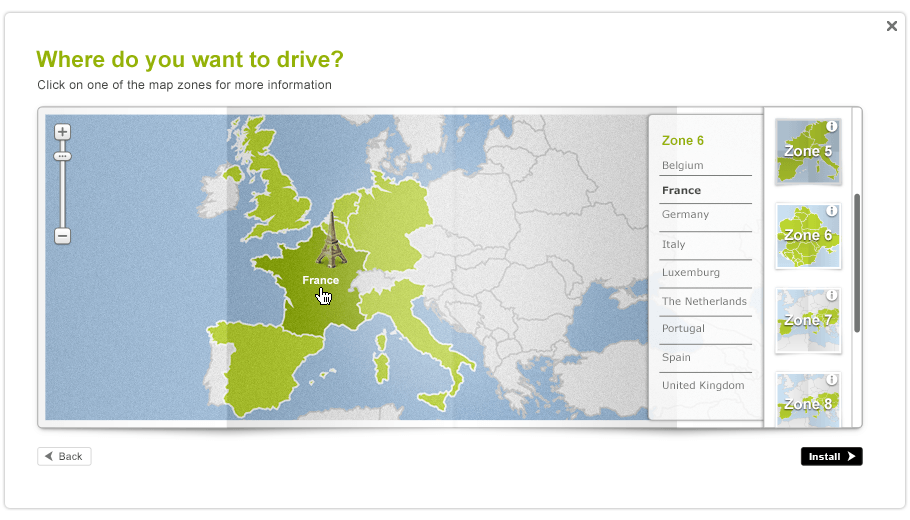 Where do you want to drive?
Click on one of the map zones for more information
Zone 6
Belgium
France
Germany
Italy
Luxemburg
The Netherlands
Portugal
Spain
United Kingdom
Zone 5
Zone 6
Zone 7
Zone 8
France
Back
Install